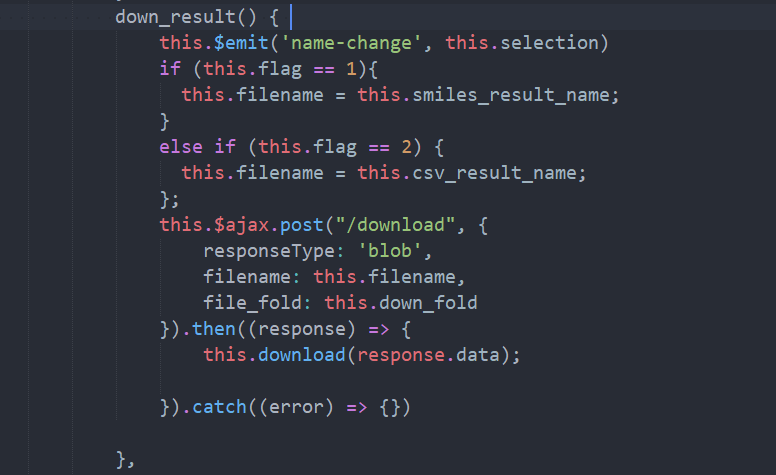 down_result() {
this.$emit('name-change', this.selection)
if (this.flag == 1){
this.filename = this.smiles_result_name;
}
else if (this.flag == 2) {
this.filename = this.csv_result_name;
};
this.$ajax.post("/download", {
responseType: 'blob',
filename: this.filename,
file_fold: this.down_fold
}).then((response) => {
this.download(response.data);
}).catch((error) => {})
},